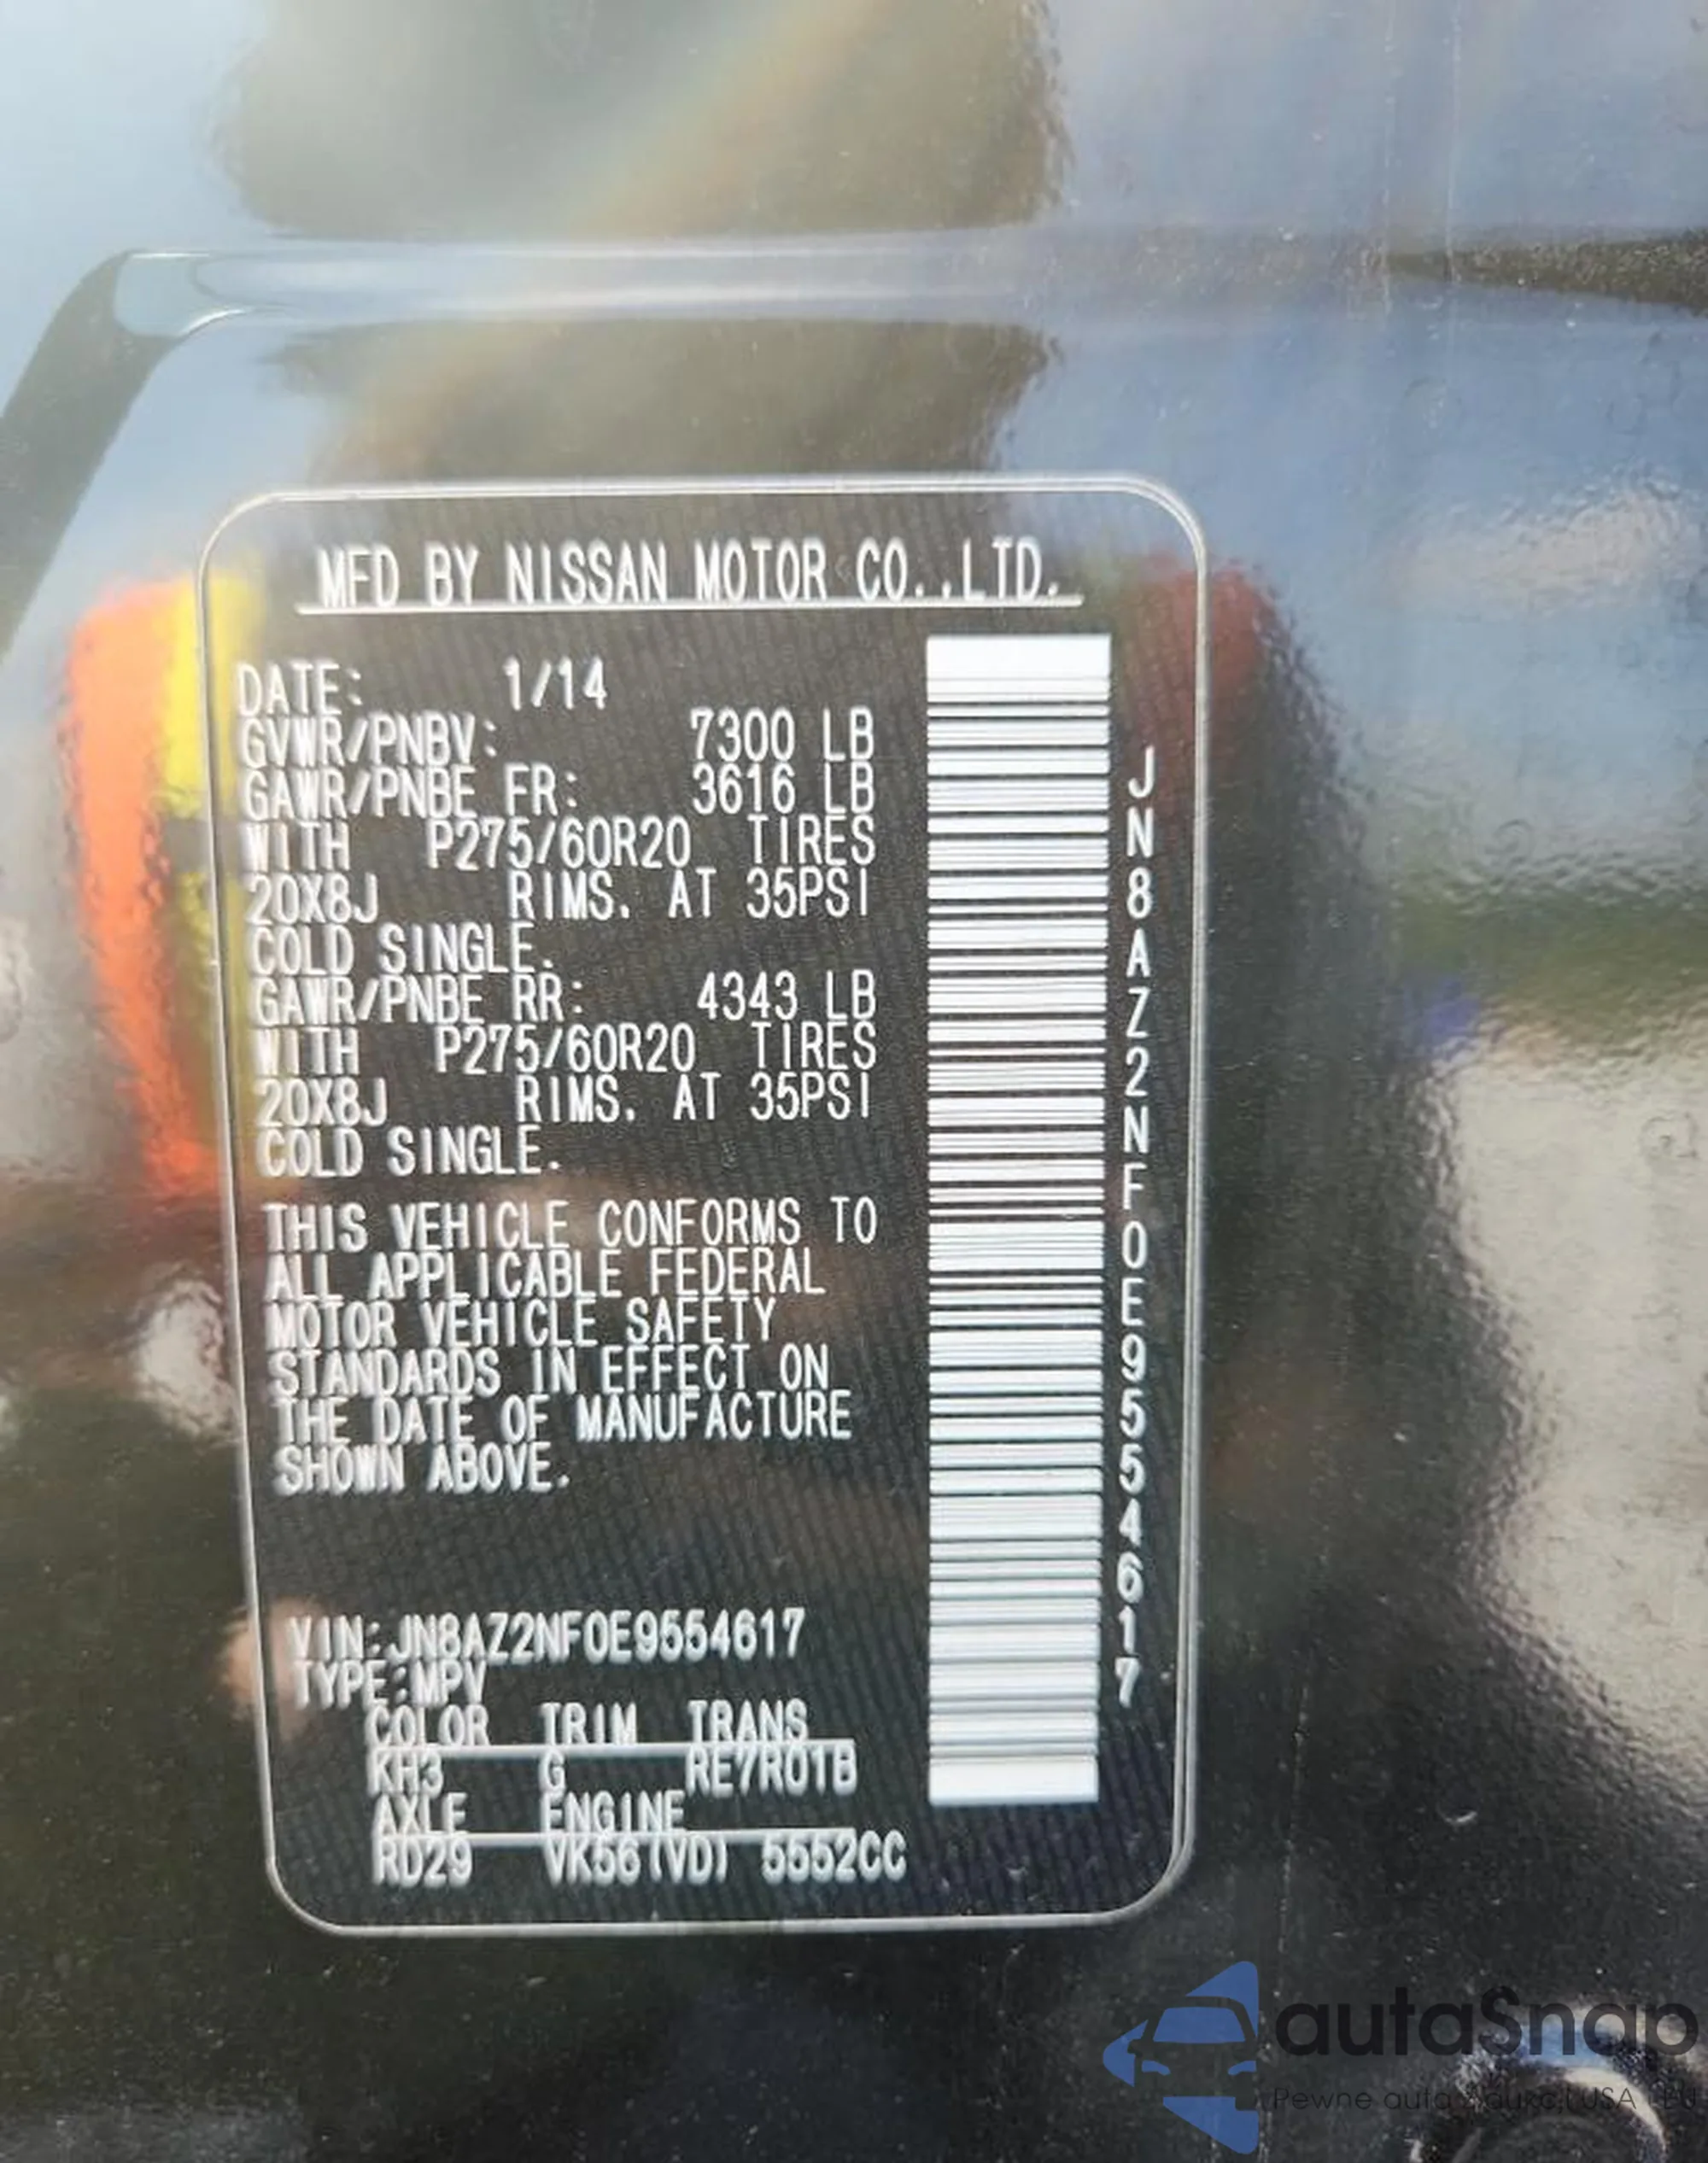 MFD BY NISSAN MOTOR CO.,LTD.
DATE: 1/14
GVWR/PNBV: 7300 LB
GAWR/PNBE FR: 3616 LB
WITH P275/60R20 TIRES
20X8J RIMS. AT 35PSI
COLD SINGLE.
GAWR/PNBE RR: 4343 LB
WITH P275/60R20 TIRES
20X8J RIMS. AT 35PSI
COLD SINGLE.
THIS VEHICLE CONFORMS TO
ALL APPLICABLE FEDERAL
MOTOR VEHICLE SAFETY
STANDARDS IN EFFECT ON
THE DATE OF MANUFACTURE
SHOWN ABOVE.
VIN:JN8AZ2NF0E9554617
TYPE:MPV
COLOR TRIM TRANS
KH3 G RE7R01B
AXLE ENGINE
RD29 VK56(VD) 5552CC
JN8AZ2NF0E9554617
autaSnap
Pewne auta z aukcji USA